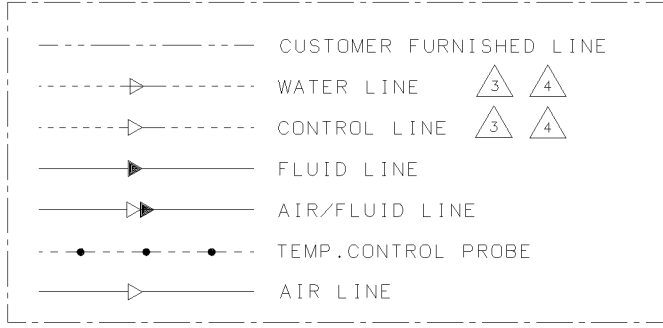 CUSTOMER FURNISHED LINE
WATER LINE 3 4
CONTROL LINE 3 4
FLUID LINE
AIR/FLUID LINE
TEMP.CONTROL PROBE
AIR LINE